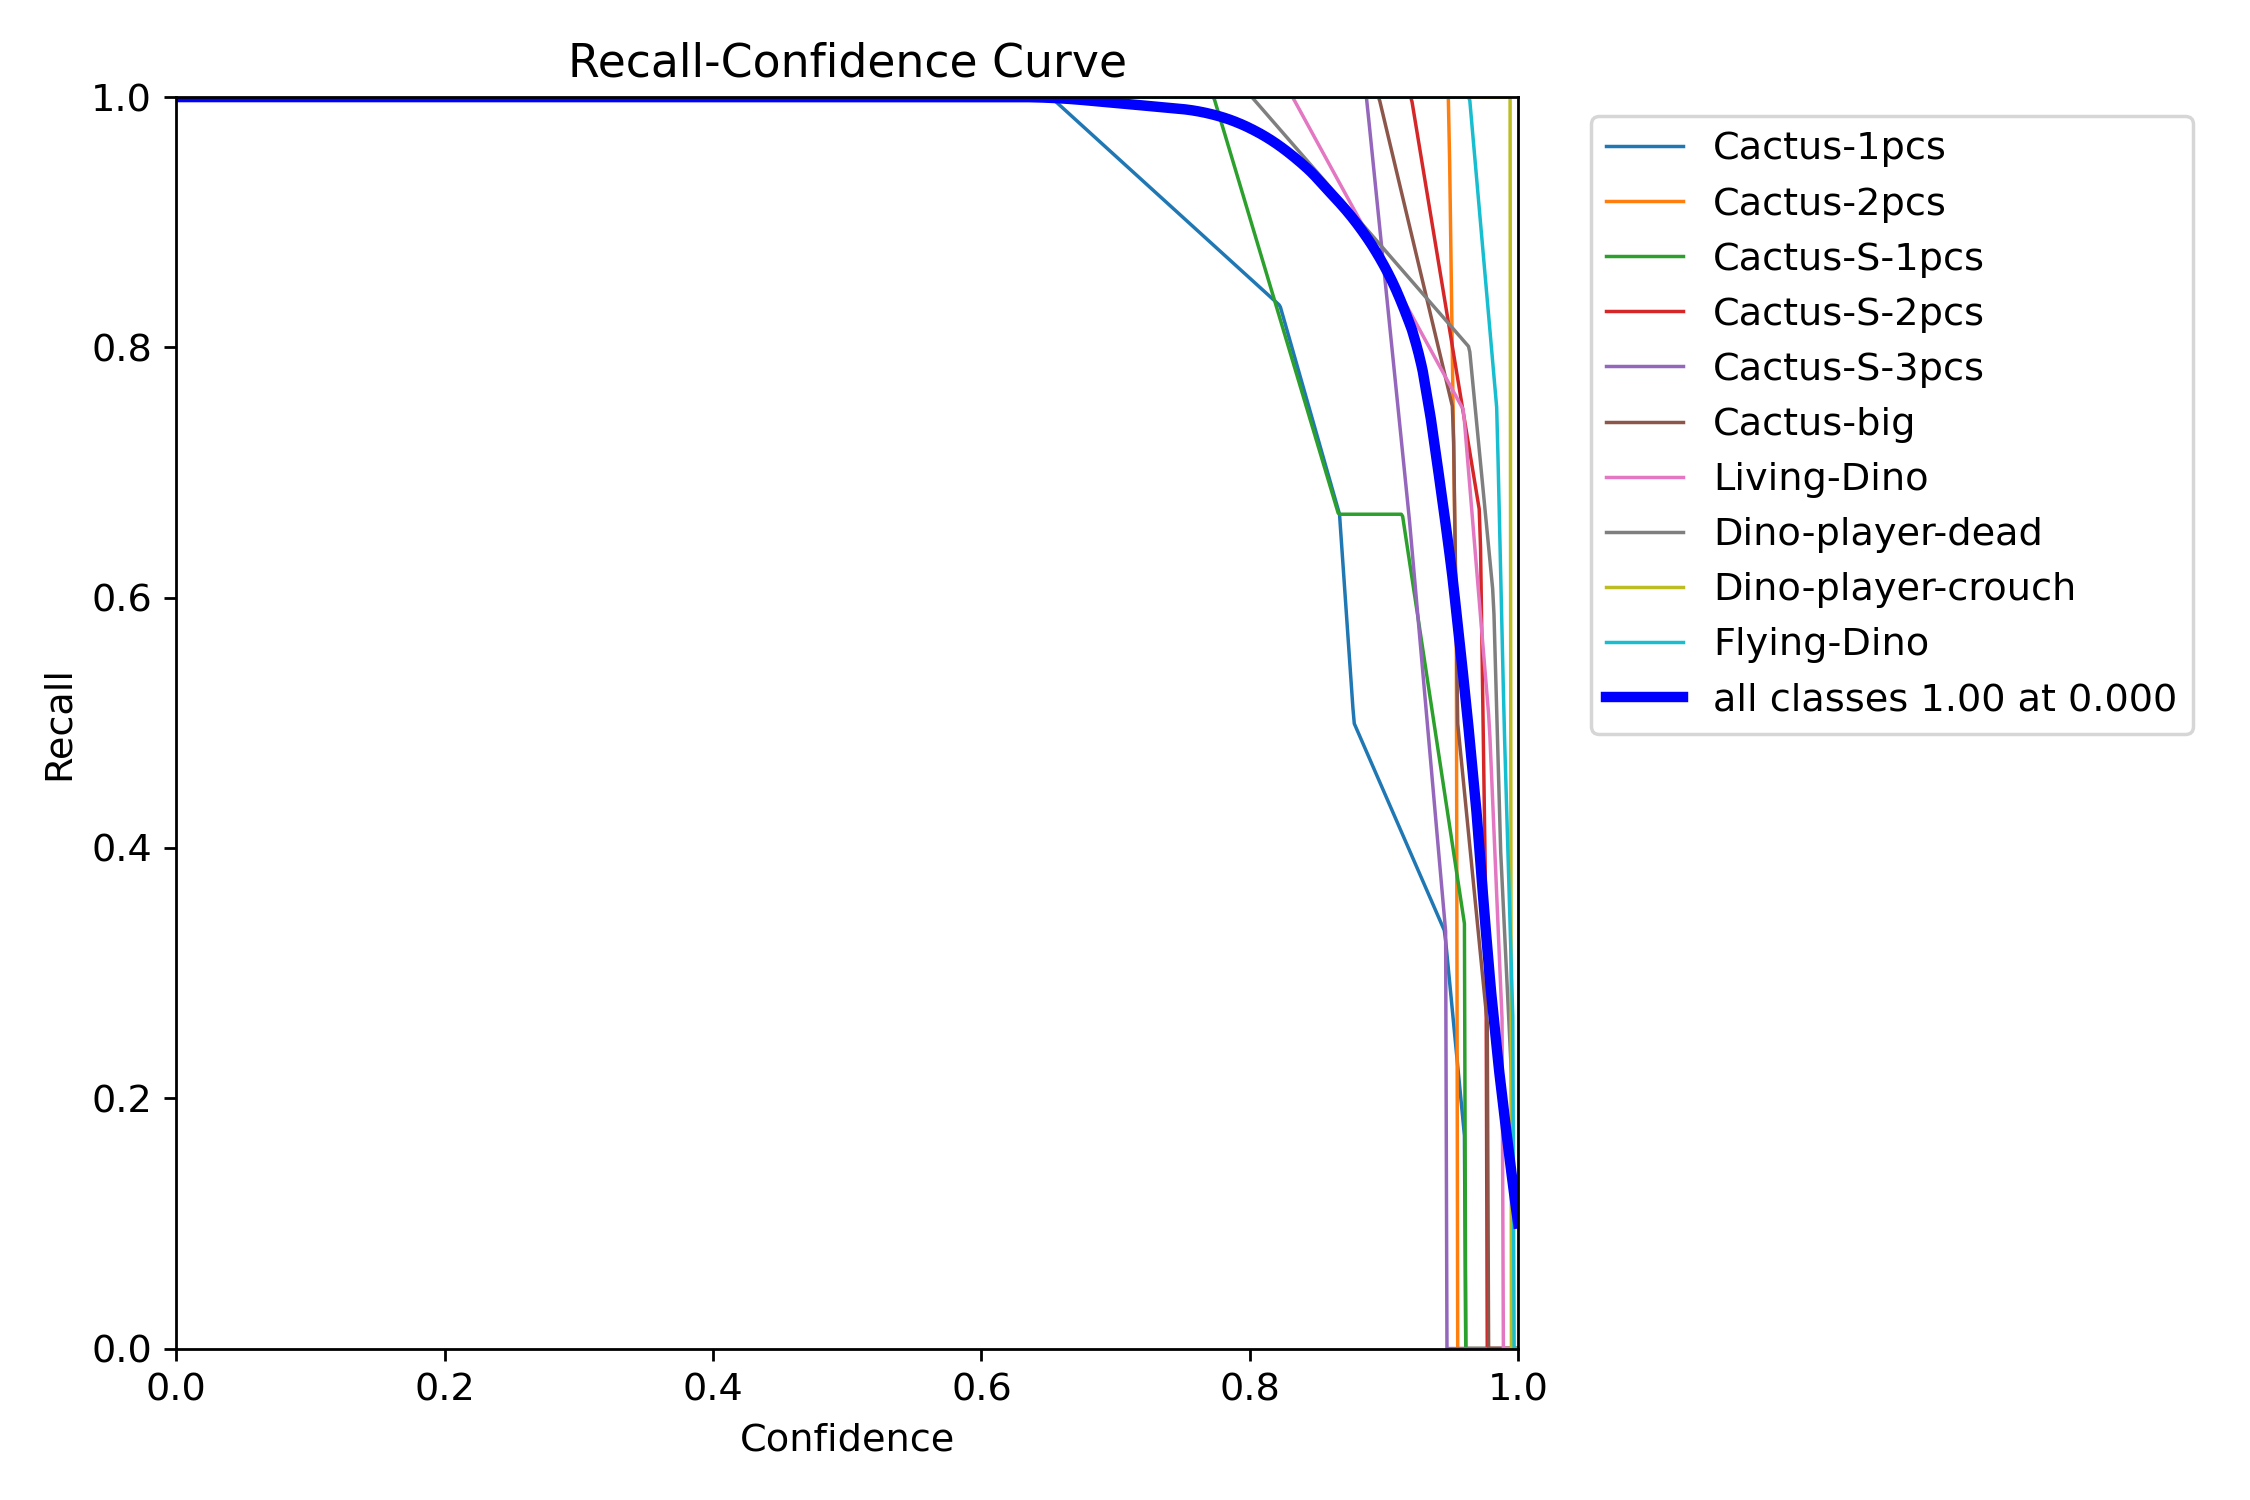 Recall-Confidence Curve
1.0
0.8
0.6
0.4
0.2
0.0
Recall
0.0 0.2 0.4 0.6 0.8 1.0
Confidence
Cactus-1pcs
Cactus-2pcs
Cactus-S-1pcs
Cactus-S-2pcs
Cactus-S-3pcs
Cactus-big
Living-Dino
Dino-player-dead
Dino-player-crouch
Flying-Dino
all classes 1.00 at 0.000